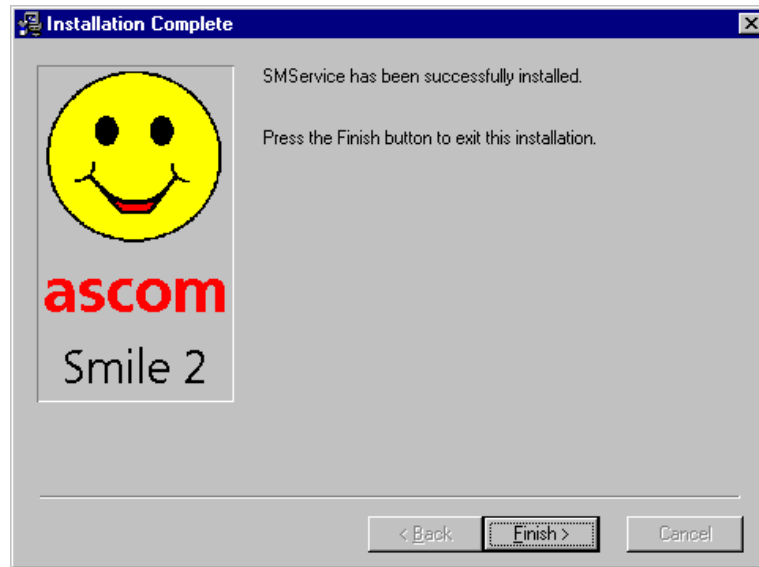 Installation Complete
SMService has been successfully installed.
Press the Finish button to exit this installation.
ascom
Smile 2
< Back
Finish >
Cancel